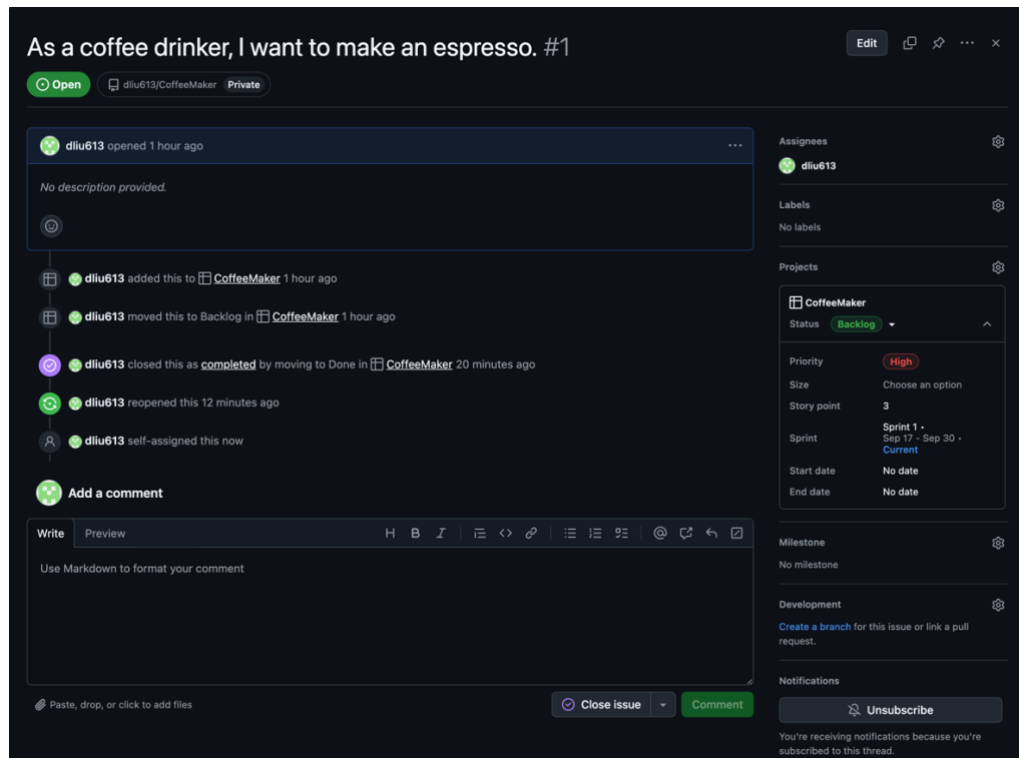 As a coffee drinker, I want to make an espresso. #1
Edit
Open
dliu613/CoffeeMaker Private
dliu613 opened 1 hour ago
No description provided.
dliu613 added this to CoffeeMaker 1 hour ago
dliu613 moved this to Backlog in CoffeeMaker 1 hour ago
dliu613 closed this as completed by moving to Done in CoffeeMaker 20 minutes ago
dliu613 reopened this 12 minutes ago
dliu613 self-assigned this now
Add a comment
Write Preview
Use Markdown to format your comment
Paste, drop, or click to add files
Close issue
Comment
Assignees
dliu613
Labels
No labels
Projects
CoffeeMaker
Status Backlog
Priority High
Size Choose an option
Story point 3
Sprint Sprint 1 •
Sep 17 - Sep 30 •
Current
Start date No date
End date No date
Milestone
No milestone
Development
Create a branch for this issue or link a pull
request.
Notifications
Unsubscribe
You're receiving notifications because you're
subscribed to this thread.